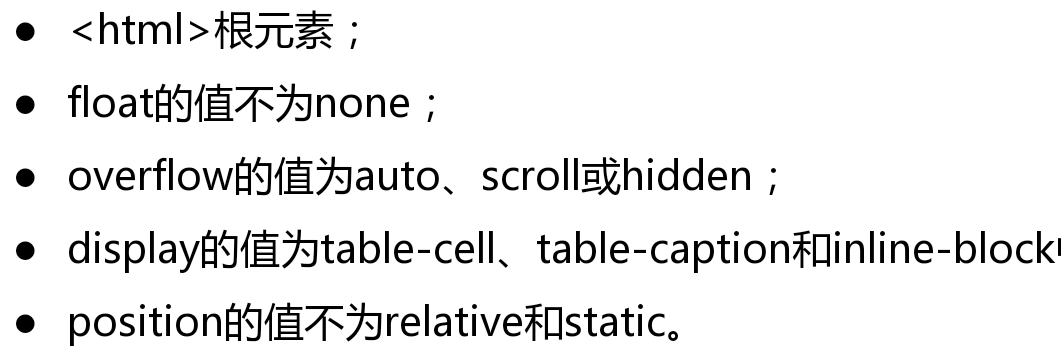 ● <html>根元素；
● float的值不为none；
● overflow的值为auto、scroll或hidden；
● display的值为table-cell、table-caption和inline-block
● position的值不为relative和static。